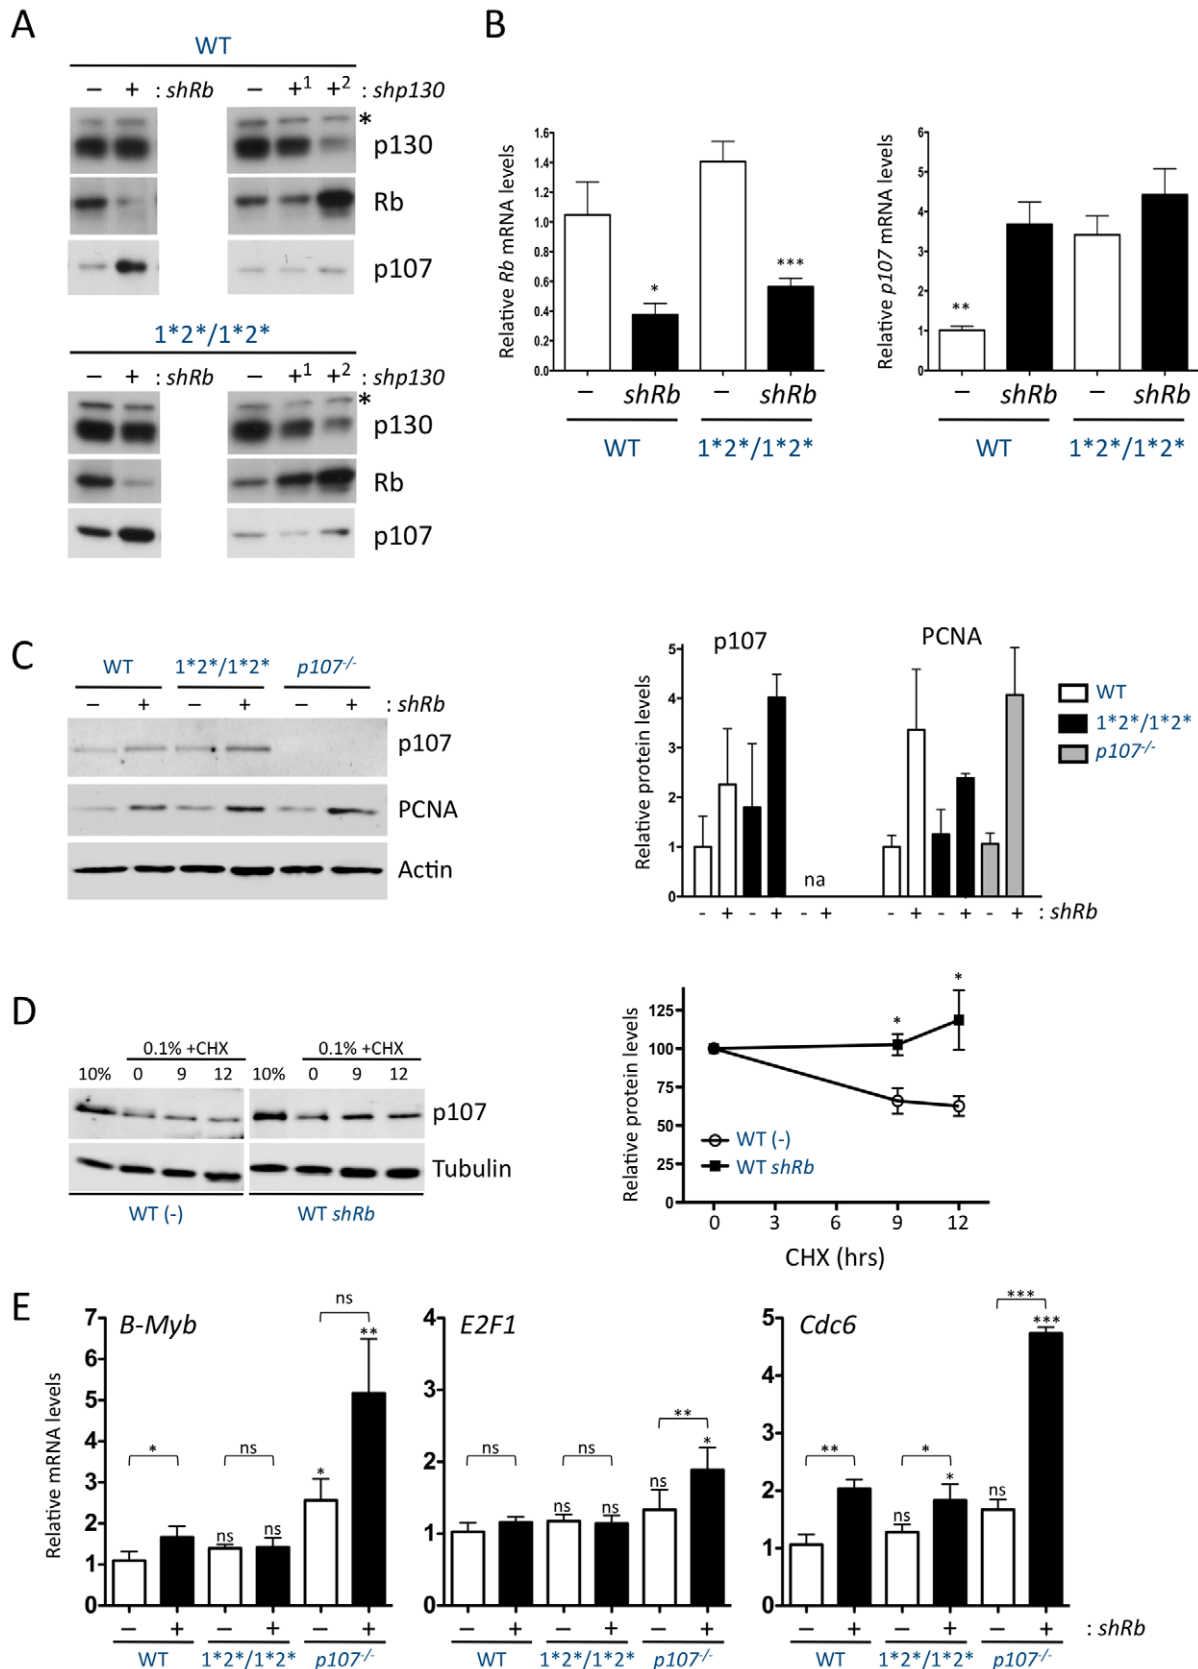 A
WT
– + : shRb – +1 +2 : shp130
*
p130
Rb
p107
1*2*/1*2*
– + : shRb – +1 +2 : shp130
*
p130
Rb
p107
B
Relative Rb mRNA levels
1.6
1.4
1.2
1.0
0.8
0.6
0.4
0.2
0.0
* ***
– shRb – shRb
WT 1*2*/1*2*
Relative p107 mRNA levels
6
5
4
3
2
1
0
**
– shRb – shRb
WT 1*2*/1*2*
C
WT 1*2*/1*2* p107-/-
– + – + – + : shRb
p107
PCNA
Actin
p107 PCNA
Relative protein levels
5
4
3
2
1
0
na
- + - + - + - + - + - + : shRb
WT
1*2*/1*2*
p107-/-
D
0.1% +CHX 0.1% +CHX
10% 0 9 12 10% 0 9 12
p107
Tubulin
WT (-) WT shRb
Relative protein levels
125
100
75
50
25
0
* *
WT (-)
WT shRb
0 3 6 9 12
CHX (hrs)
E
Relative mRNA levels
B-Myb
7
6
5
4
3
2
1
0
* ns ns
ns ns * **
– + – + – +
WT 1*2*/1*2* p107-/-
E2F1
4
3
2
1
0
ns ns **
ns ns ns *
– + – + – +
WT 1*2*/1*2* p107-/-
Cdc6
5
4
3
2
1
0
** * ***
ns * ns ***
– + – + – + : shRb
WT 1*2*/1*2* p107-/-